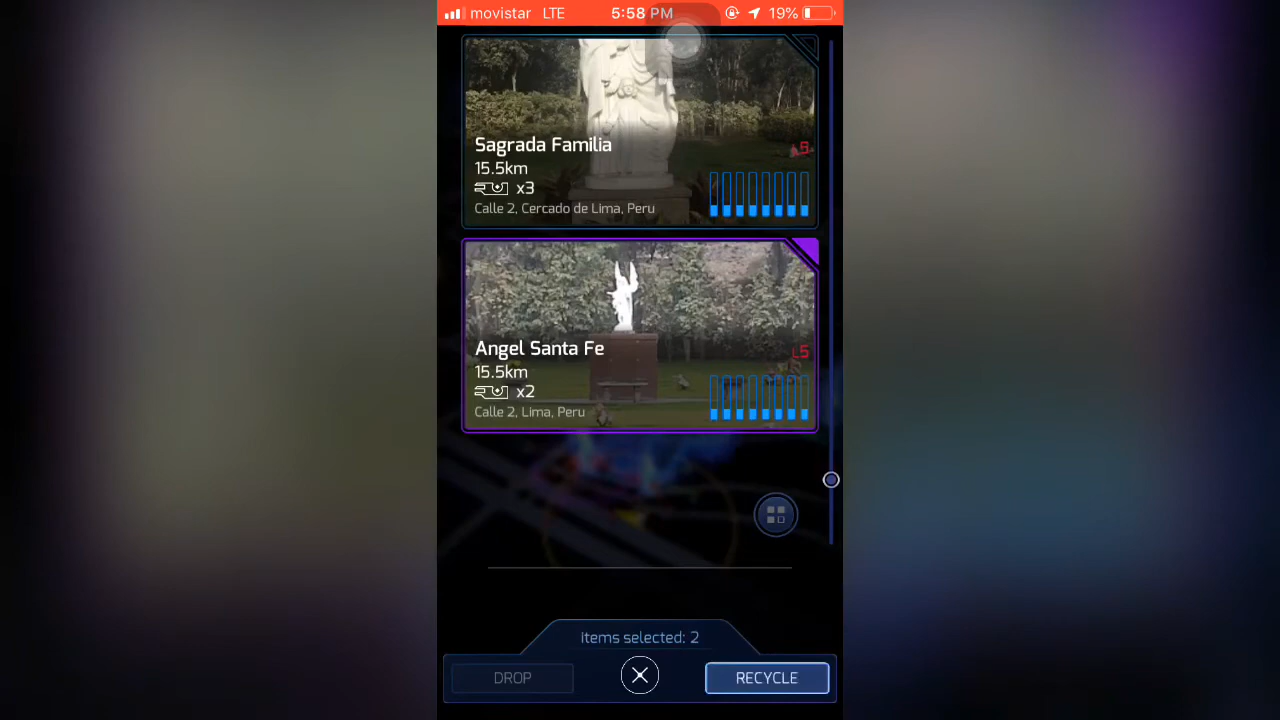 movistar LTE 5:58 PM 19%
Sagrada Familia
15.5km
x3
L5
Calle 2, Cercado de Lima, Peru
Angel Santa Fe
15.5km
x2
L5
Calle 2, Lima, Peru
items selected: 2
DROP
RECYCLE